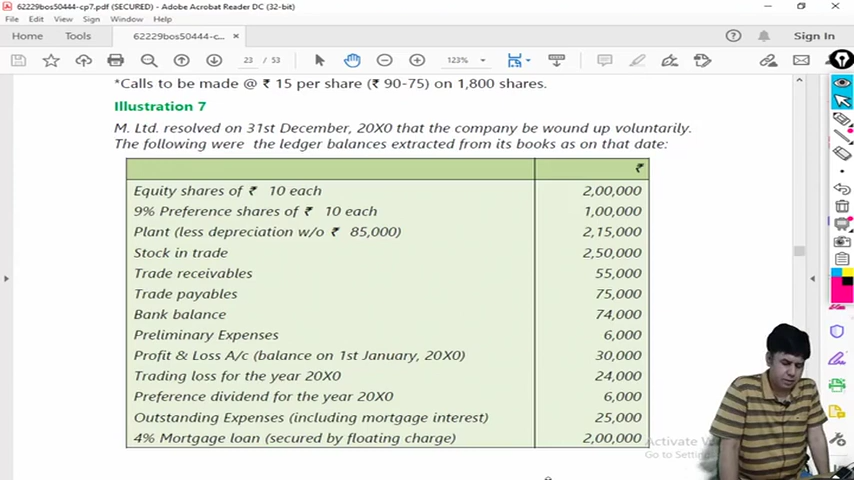 62229bos50444-cp7.pdf (SECURED) - Adobe Acrobat Reader DC (32-bit)
File Edit View Sign Window Help
Home Tools 62229bos50444-c... × Sign In
23 / 53 123%
*Calls to be made @ ₹ 15 per share (₹ 90-75) on 1,800 shares.
Illustration 7
M. Ltd. resolved on 31st December, 20X0 that the company be wound up voluntarily.
The following were the ledger balances extracted from its books as on that date:
₹
Equity shares of ₹ 10 each 2,00,000
9% Preference shares of ₹ 10 each 1,00,000
Plant (less depreciation w/o ₹ 85,000) 2,15,000
Stock in trade 2,50,000
Trade receivables 55,000
Trade payables 75,000
Bank balance 74,000
Preliminary Expenses 6,000
Profit & Loss A/c (balance on 1st January, 20X0) 30,000
Trading loss for the year 20X0 24,000
Preference dividend for the year 20X0 6,000
Outstanding Expenses (including mortgage interest) 25,000
4% Mortgage loan (secured by floating charge) 2,00,000
Activate W
Go to Setting